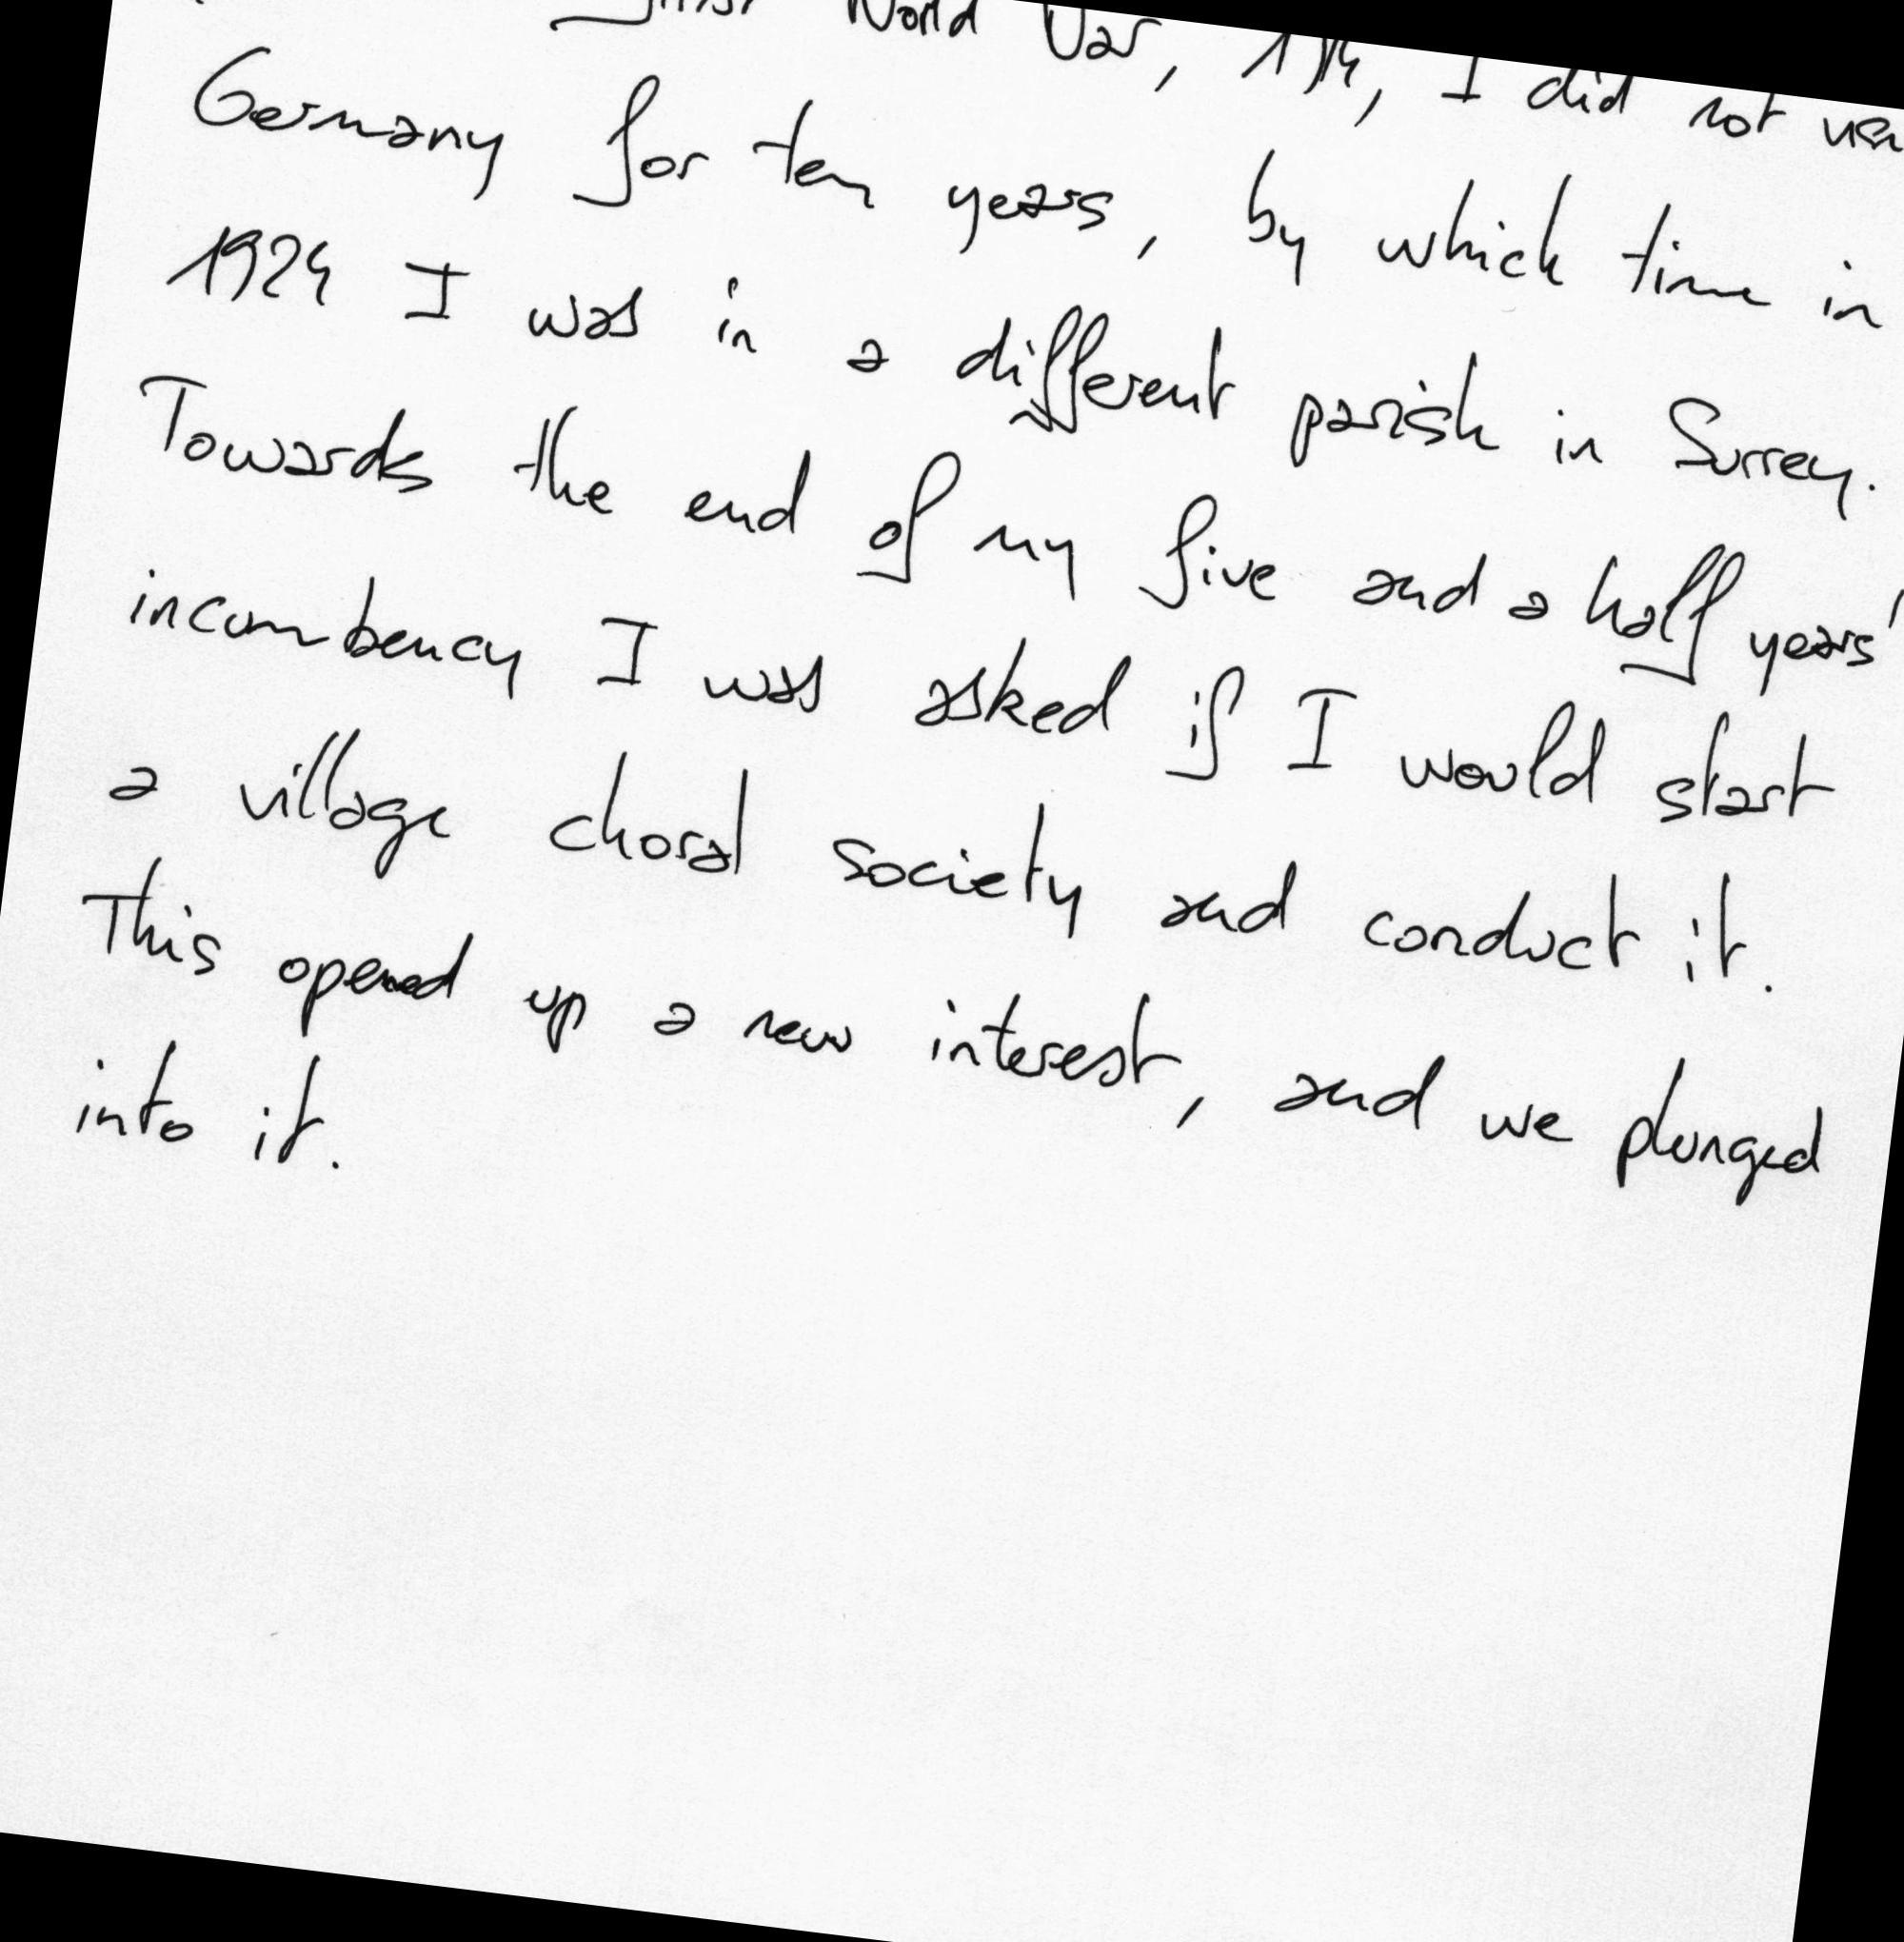 First World War, 1914, I did not
Germany for ten years, by which time in
1924 I was in a different parish in Surrey.
Towards the end of my five and a half years'
incumbency I was asked if I would start
a village choral society and conduct it.
This opened up a new interest, and we plunged
into it.